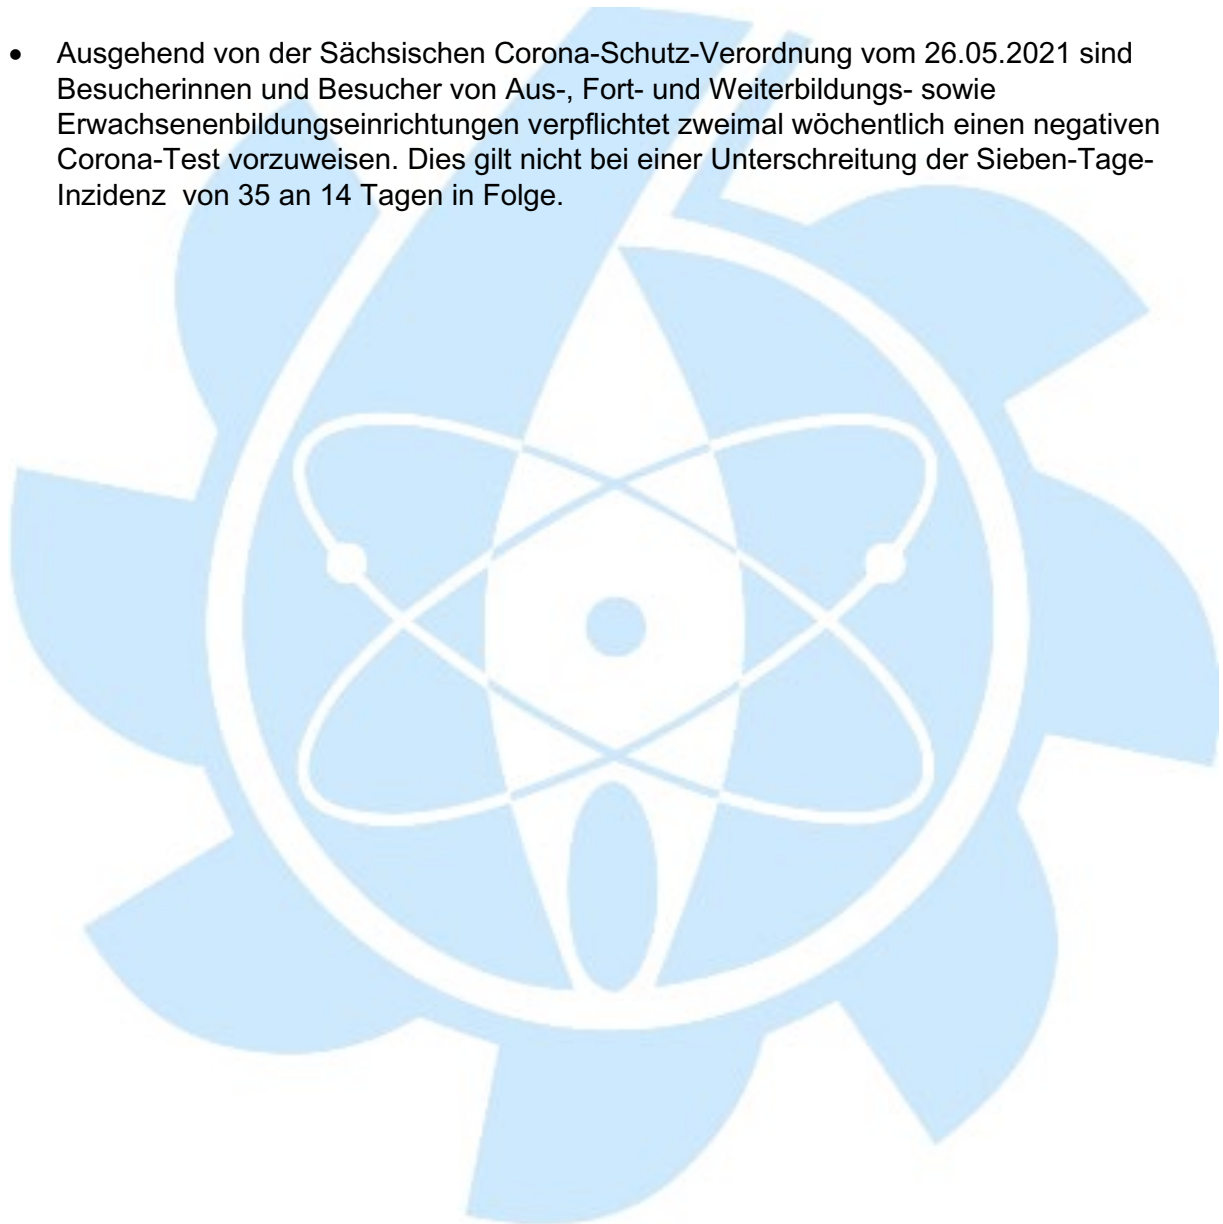 • Ausgehend von der Sächsischen Corona-Schutz-Verordnung vom 26.05.2021 sind
Besucherinnen und Besucher von Aus-, Fort- und Weiterbildungs- sowie
Erwachsenenbildungseinrichtungen verpflichtet zweimal wöchentlich einen negativen
Corona-Test vorzuweisen. Dies gilt nicht bei einer Unterschreitung der Sieben-Tage-
Inzidenz  von 35 an 14 Tagen in Folge.